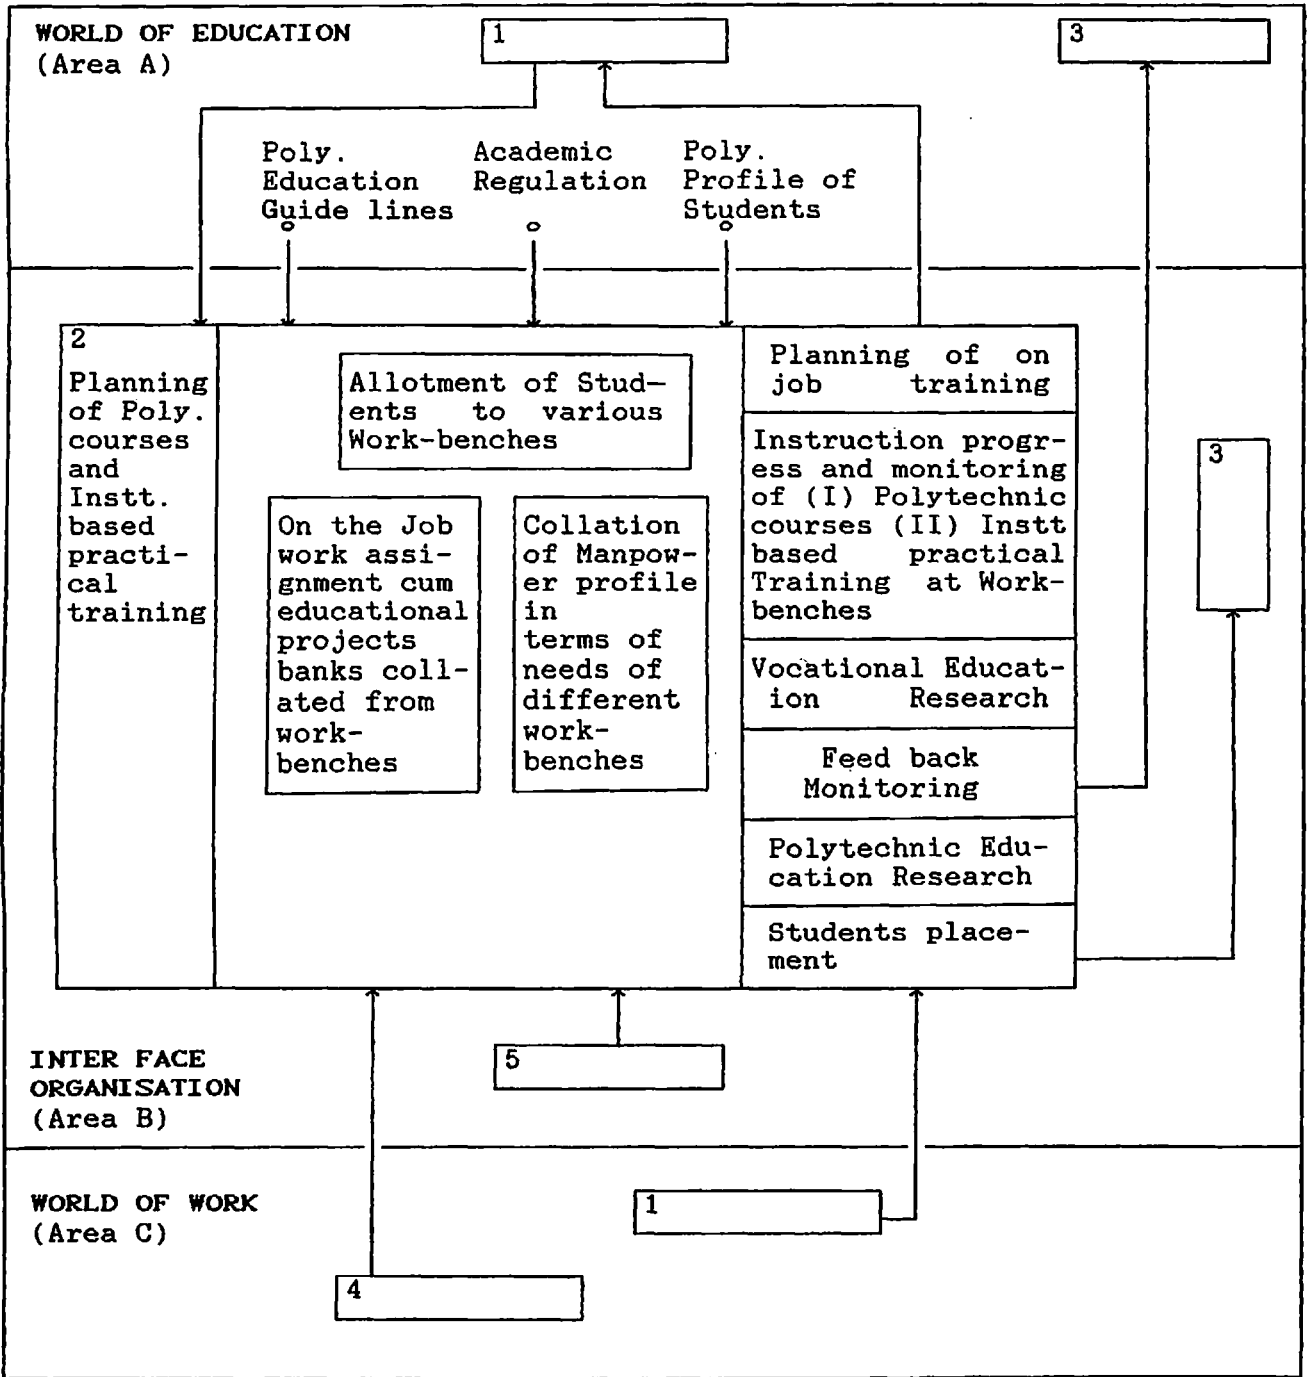 WORLD OF EDUCATION
(Area A)
1
3
Poly.
Education
Guide lines
Academic
Regulation
Poly.
Profile of
Students
2
Planning
of Poly.
courses
and
Instt.
based
practi-
cal
training
Allotment of Stud-
ents to various
Work-benches
On the Job
work assi-
gnment cum
educational
projects
banks coll-
ated from
work-
benches
Collation
of Manpow-
er profile
in
terms of
needs of
different
work-
benches
Planning of on
job training
Instruction progr-
ess and monitoring
of (I) Polytechnic
courses (II) Instt
based practical
Training at Work-
benches
Vocational Educat-
ion Research
Feed back
Monitoring
Polytechnic Edu-
cation Research
Students place-
ment
3
INTER FACE
ORGANISATION
(Area B)
5
WORLD OF WORK
(Area C)
1
4